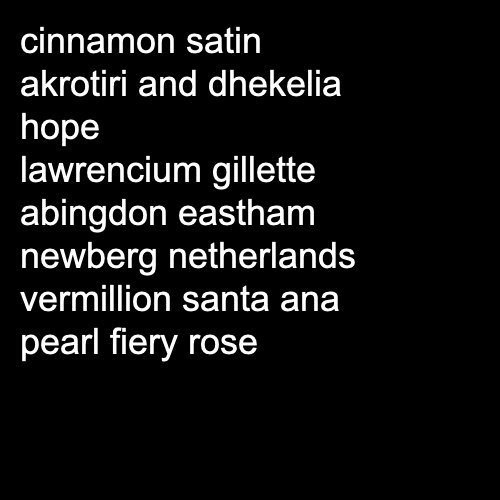 cinnamon satin
akrotiri and dhekelia
hope
lawrencium gillette
abingdon eastham
newberg netherlands
vermillion santa ana
pearl fiery rose